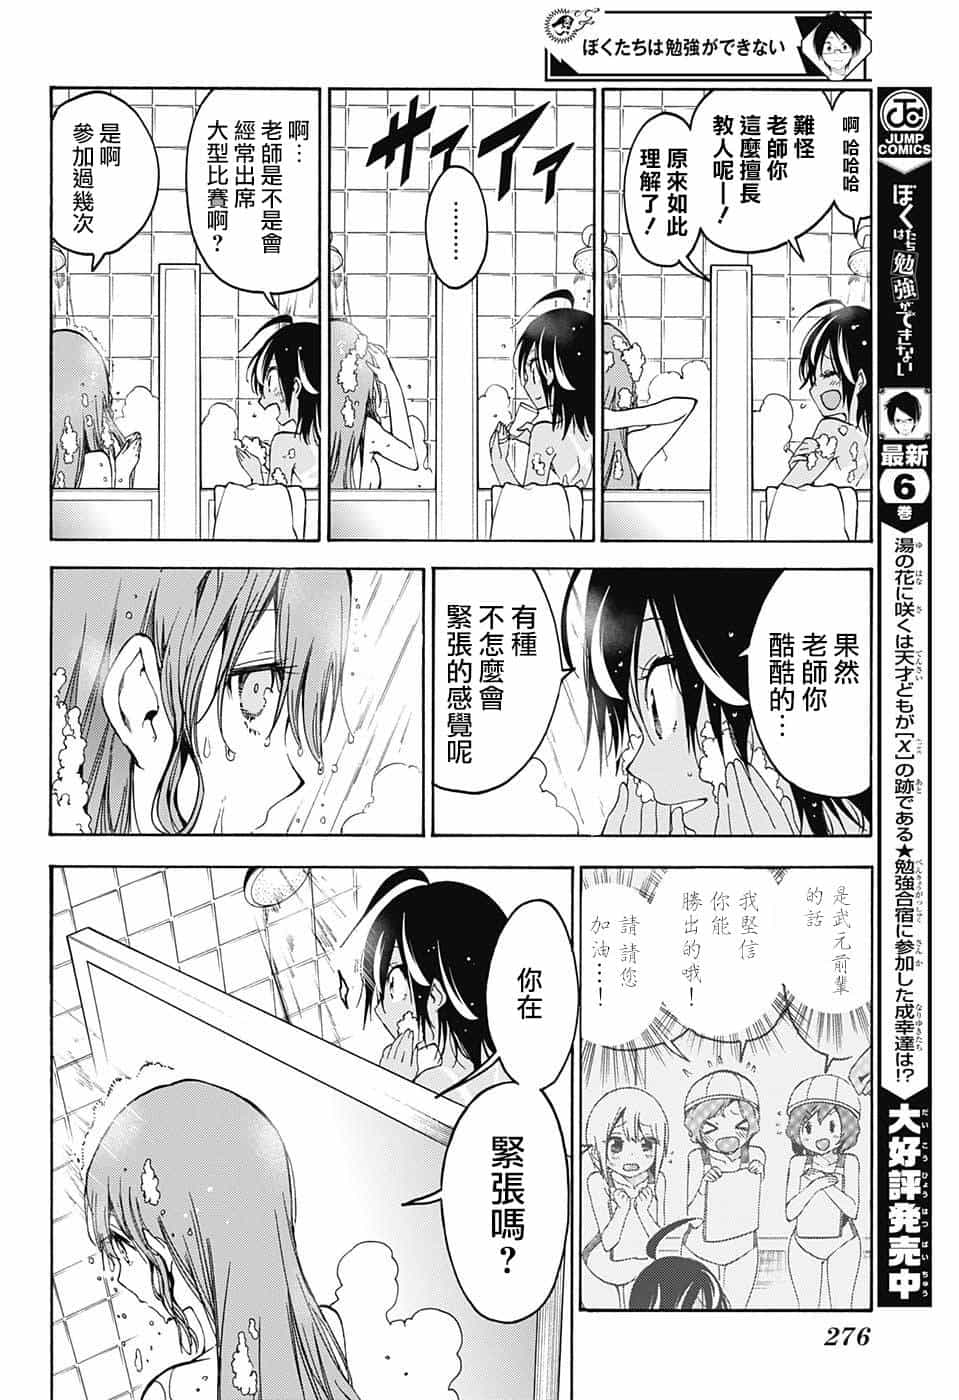 ぼくたちは勉強ができない
啊 哈哈哈
難怪
老師你
這麼擅長
教人呢~
原來如此
理解了！
サァァァァ
………
啊…
老師是不是會
經常出席
大型比賽啊？
是啊
參加過幾次
果然
老師你
酷酷的…
有種
不怎麼會
緊張的感覺呢
是武元前輩
的話
我堅信
你能
勝出的哦！
請請請您
加油…！
你在
緊張嗎？
276
JUMP COMICS
ぼくたちは勉強ができない
最新6巻
湯の花に咲くは天才どもが[X]の跡である★勉強合宿に参加した成幸達は!?
大好評発売中